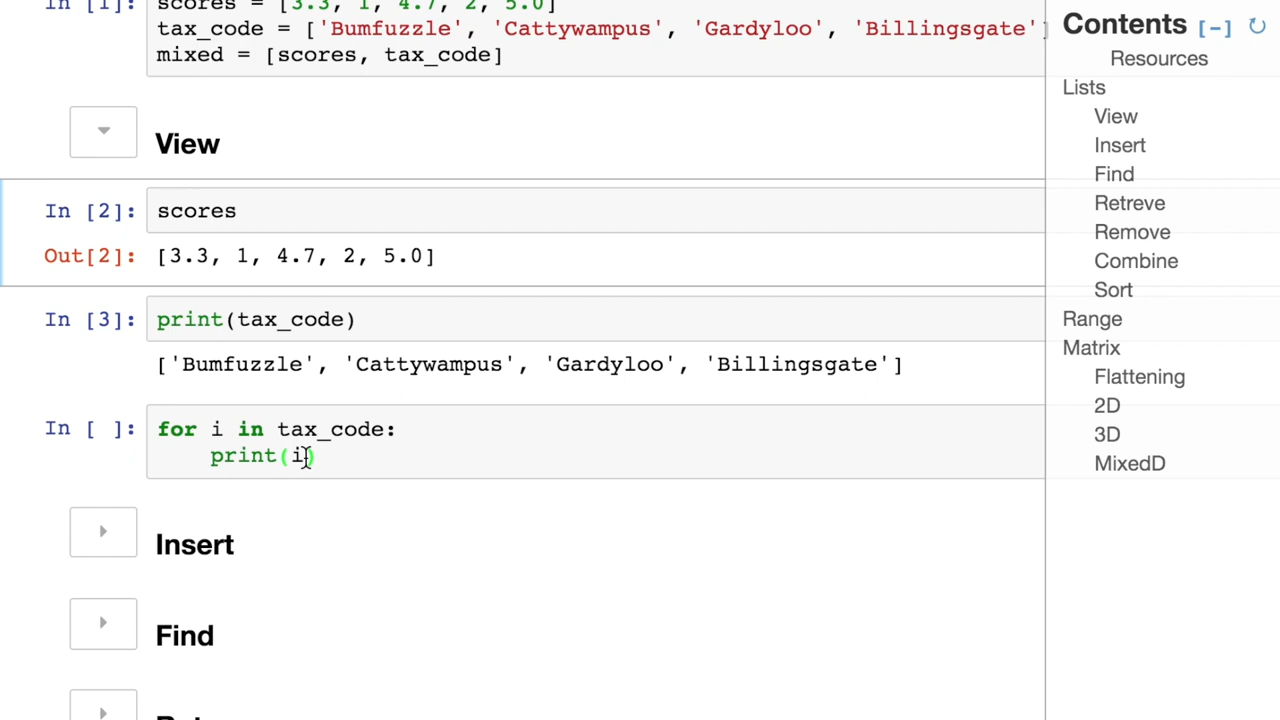 In [1]: scores = [3.3, 1, 4.7, 2, 5.0]
tax_code = ['Bumfuzzle', 'Cattywampus', 'Gardyloo', 'Billingsgate']
mixed = [scores, tax_code]
View
In [2]: scores
Out[2]: [3.3, 1, 4.7, 2, 5.0]
In [3]: print(tax_code)
['Bumfuzzle', 'Cattywampus', 'Gardyloo', 'Billingsgate']
In [ ]: for i in tax_code:
print(i)
Insert
Find
Contents [-]
Resources
Lists
View
Insert
Find
Retreve
Remove
Combine
Sort
Range
Matrix
Flattening
2D
3D
MixedD